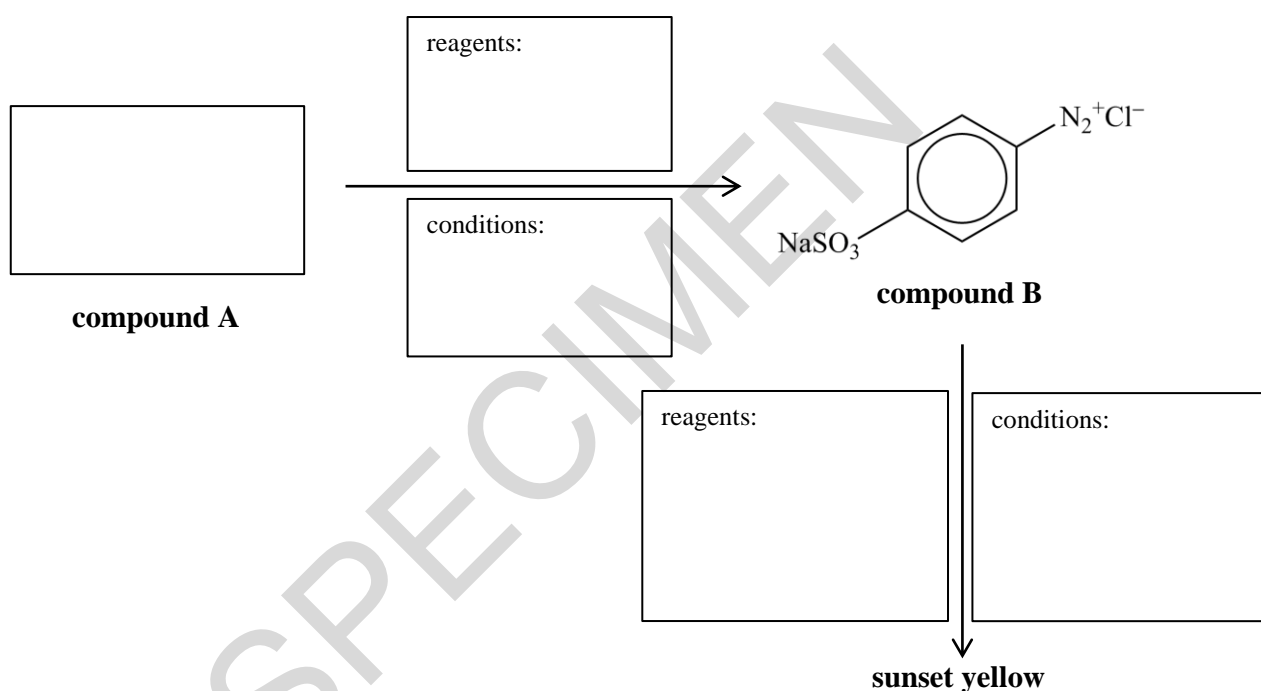 reagents:
N₂⁺Cl⁻
conditions:
NaSO₃
compound A
compound B
reagents:
conditions:
sunset yellow
SPECIMEN